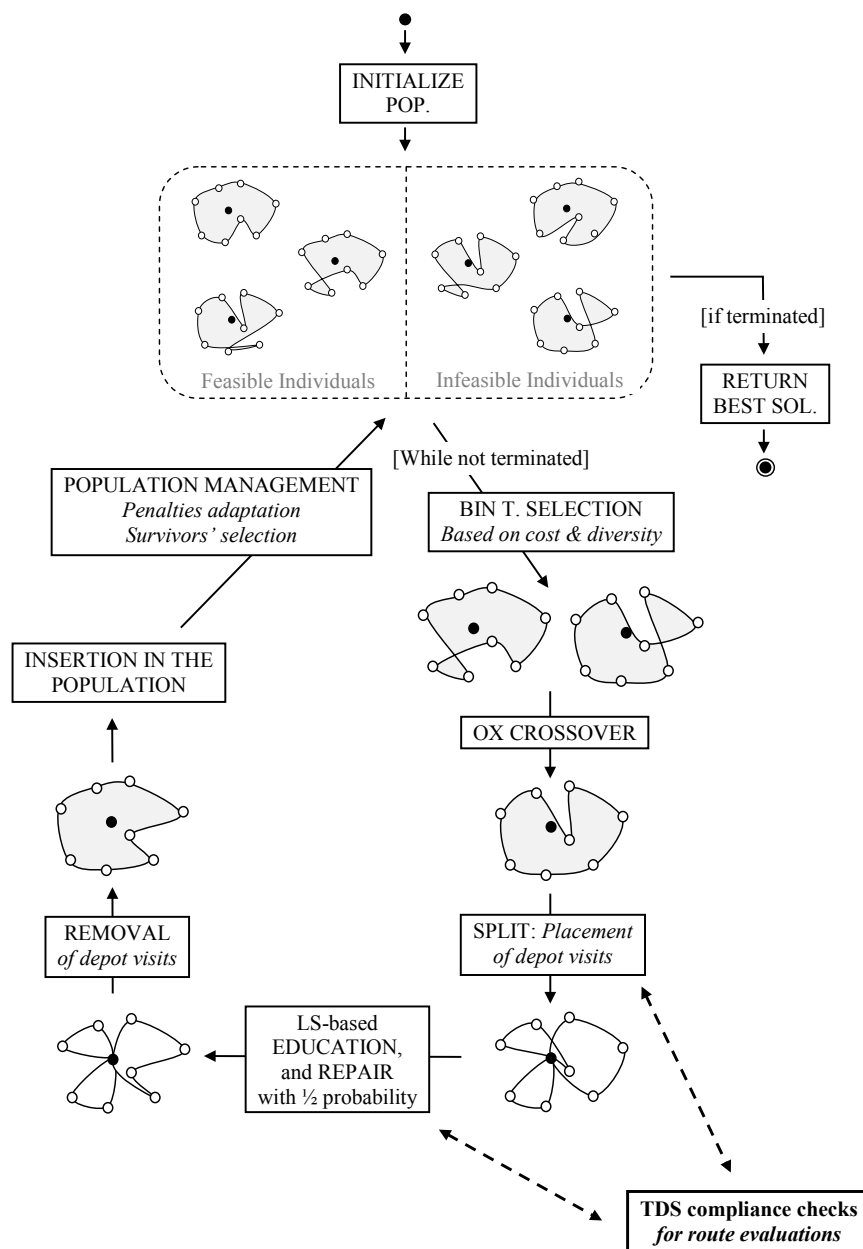 INITIALIZE
POP.
Feasible Individuals
Infeasible Individuals
[if terminated]
RETURN
BEST SOL.
[While not terminated]
POPULATION MANAGEMENT
Penalties adaptation
Survivors’ selection
BIN T. SELECTION
Based on cost & diversity
INSERTION IN THE
POPULATION
OX CROSSOVER
REMOVAL
of depot visits
SPLIT: Placement
of depot visits
LS-based
EDUCATION,
and REPAIR
with ½ probability
TDS compliance checks
for route evaluations